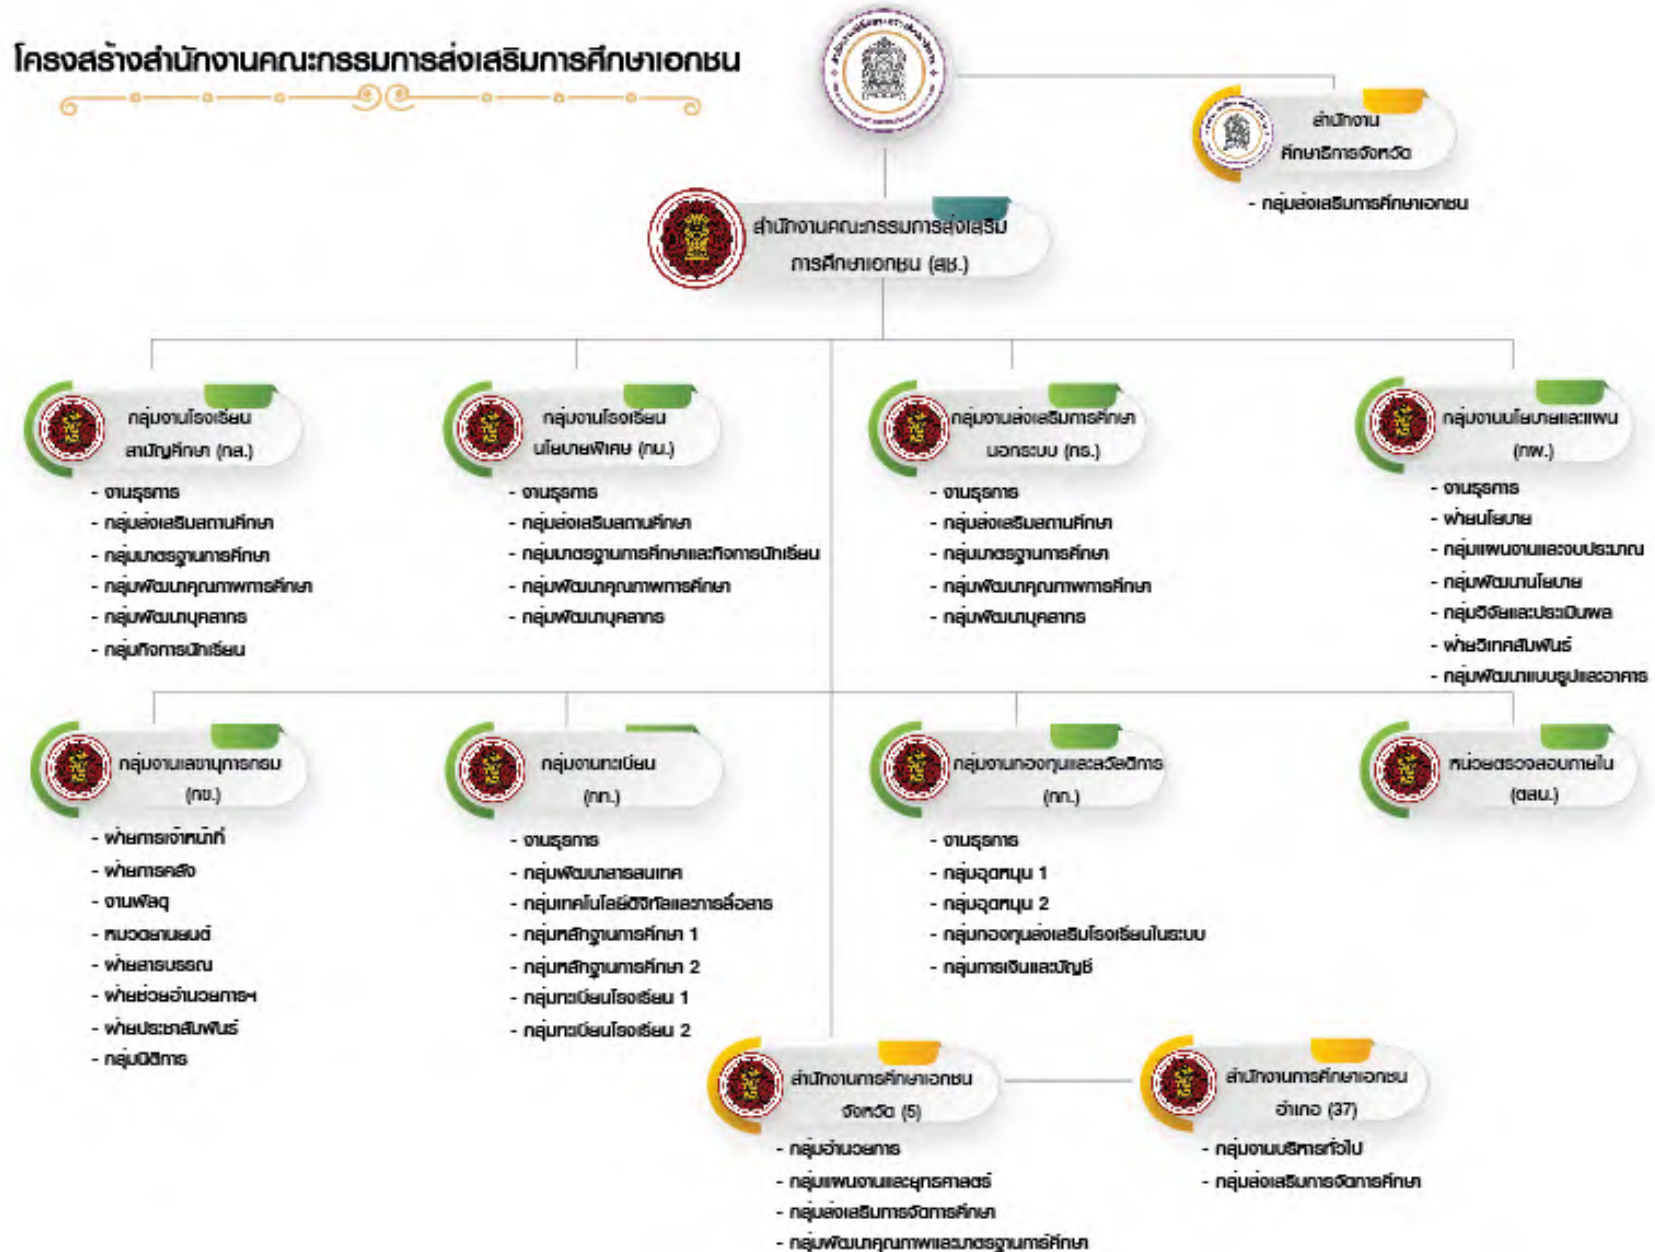 โครงสร้างสำนักงานคณะกรรมการส่งเสริมการศึกษาเอกชน
สำนักงาน
ศึกษาธิการจังหวัด
- กลุ่มส่งเสริมการศึกษาเอกชน
สำนักงานคณะกรรมการส่งเสริม
การศึกษาเอกชน (สช.)
กลุ่มงานโรงเรียน
สามัญศึกษา (กส.)
- งานธุรการ
- กลุ่มส่งเสริมสถานศึกษา
- กลุ่มมาตรฐานการศึกษา
- กลุ่มพัฒนาคุณภาพการศึกษา
- กลุ่มพัฒนาบุคลากร
- กลุ่มกิจการนักเรียน
กลุ่มงานโรงเรียน
นโยบายพิเศษ (กน.)
- งานธุรการ
- กลุ่มส่งเสริมสถานศึกษา
- กลุ่มมาตรฐานการศึกษาและกิจการนักเรียน
- กลุ่มพัฒนาคุณภาพการศึกษา
- กลุ่มพัฒนาบุคลากร
กลุ่มงานส่งเสริมการศึกษา
นอกระบบ (กร.)
- งานธุรการ
- กลุ่มส่งเสริมสถานศึกษา
- กลุ่มมาตรฐานการศึกษา
- กลุ่มพัฒนาคุณภาพการศึกษา
- กลุ่มพัฒนาบุคลากร
กลุ่มงานนโยบายและแผน
(กผ.)
- งานธุรการ
- ฝ่ายนโยบาย
- กลุ่มแผนงานและงบประมาณ
- กลุ่มพัฒนานโยบาย
- กลุ่มวิจัยและประเมินผล
- ฝ่ายวิเทศสัมพันธ์
- กลุ่มพัฒนาแบบรูปและอาคาร
กลุ่มงานเลขานุการกรม
(กข.)
- ฝ่ายการเจ้าหน้าที่
- ฝ่ายการคลัง
- งานพัสดุ
- หมวดยานยนต์
- ฝ่ายสารบรรณ
- ฝ่ายช่วยอำนวยการฯ
- ฝ่ายประชาสัมพันธ์
- กลุ่มนิติการ
กลุ่มงานทะเบียน
(กท.)
- งานธุรการ
- กลุ่มพัฒนาสารสนเทศ
- กลุ่มเทคโนโลยีดิจิทัลและการสื่อสาร
- กลุ่มหลักฐานการศึกษา 1
- กลุ่มหลักฐานการศึกษา 2
- กลุ่มทะเบียนโรงเรียน 1
- กลุ่มทะเบียนโรงเรียน 2
กลุ่มงานกองทุนและสวัสดิการ
(กก.)
- งานธุรการ
- กลุ่มอุดหนุน 1
- กลุ่มอุดหนุน 2
- กลุ่มกองทุนส่งเสริมโรงเรียนในระบบ
- กลุ่มการเงินและบัญชี
หน่วยตรวจสอบภายใน
(ตสน.)
สำนักงานการศึกษาเอกชน
จังหวัด (5)
- กลุ่มอำนวยการ
- กลุ่มแผนงานและยุทธศาสตร์
- กลุ่มส่งเสริมการจัดการศึกษา
- กลุ่มพัฒนาคุณภาพและมาตรฐานการศึกษา
สำนักงานการศึกษาเอกชน
อำเภอ (37)
- กลุ่มงานบริหารทั่วไป
- กลุ่มส่งเสริมการจัดการศึกษา